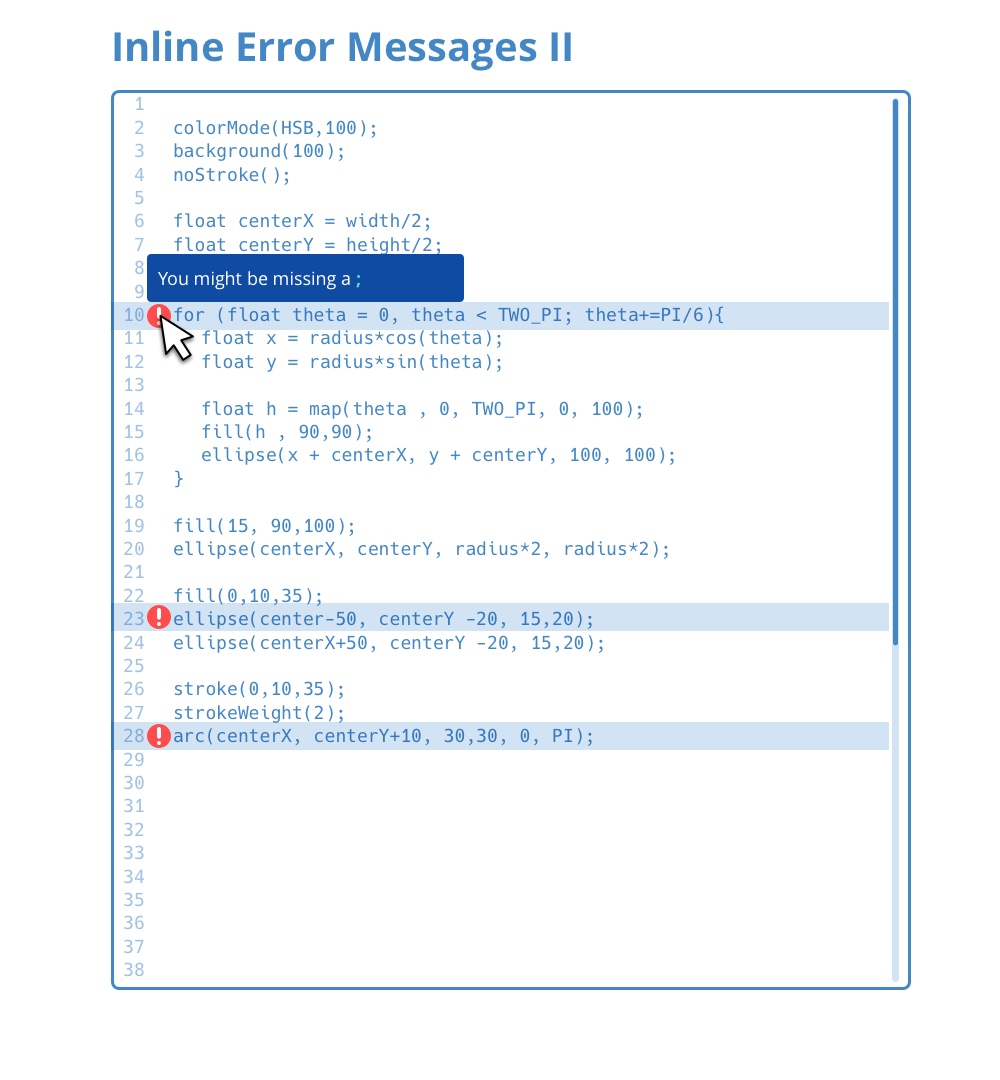 Inline Error Messages II
1
2 colorMode(HSB,100);
3 background(100);
4 noStroke();
5
6 float centerX = width/2;
7 float centerY = height/2;
8 You might be missing a ;
9
10 for (float theta = 0, theta < TWO_PI; theta+=PI/6){
11 float x = radius*cos(theta);
12 float y = radius*sin(theta);
13
14 float h = map(theta , 0, TWO_PI, 0, 100);
15 fill(h , 90,90);
16 ellipse(x + centerX, y + centerY, 100, 100);
17 }
18
19 fill(15, 90,100);
20 ellipse(centerX, centerY, radius*2, radius*2);
21
22 fill(0,10,35);
23 ellipse(center-50, centerY -20, 15,20);
24 ellipse(centerX+50, centerY -20, 15,20);
25
26 stroke(0,10,35);
27 strokeWeight(2);
28 arc(centerX, centerY+10, 30,30, 0, PI);
29
30
31
32
33
34
35
36
37
38